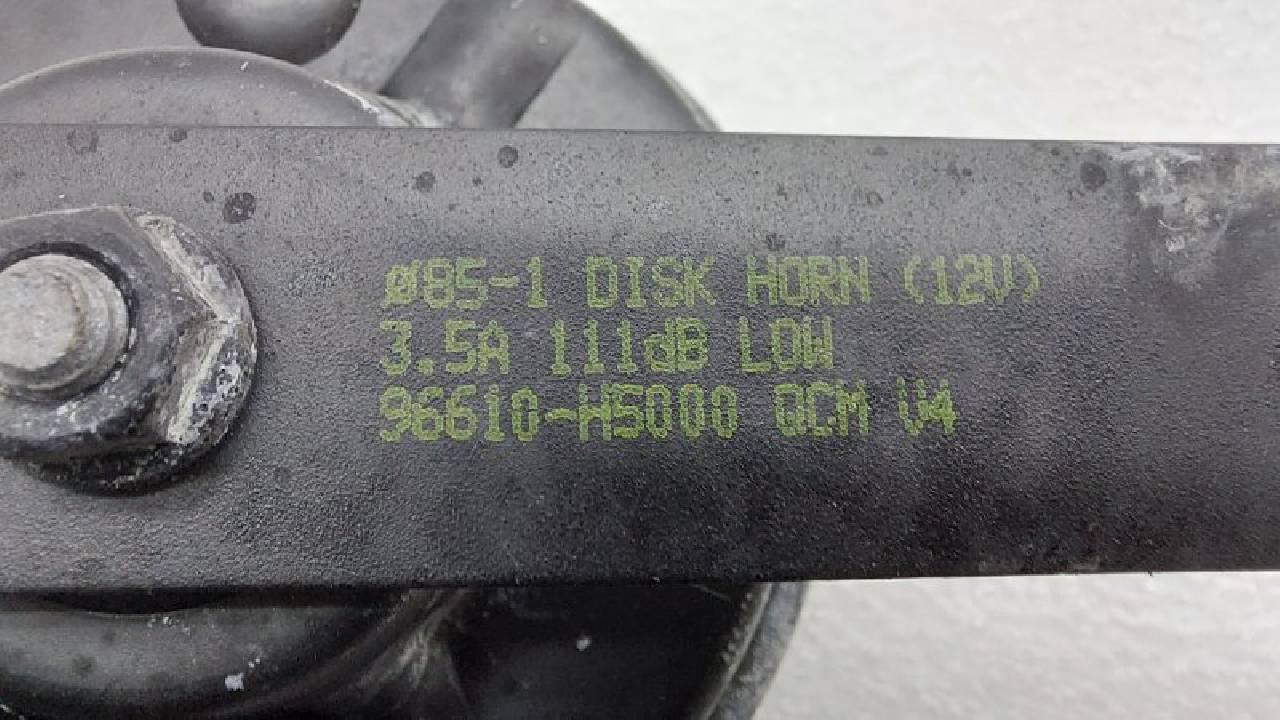 Ø85-1 DISK HORN (12V)
3.5A 111dB LOW
96610-H5000 QCM V4